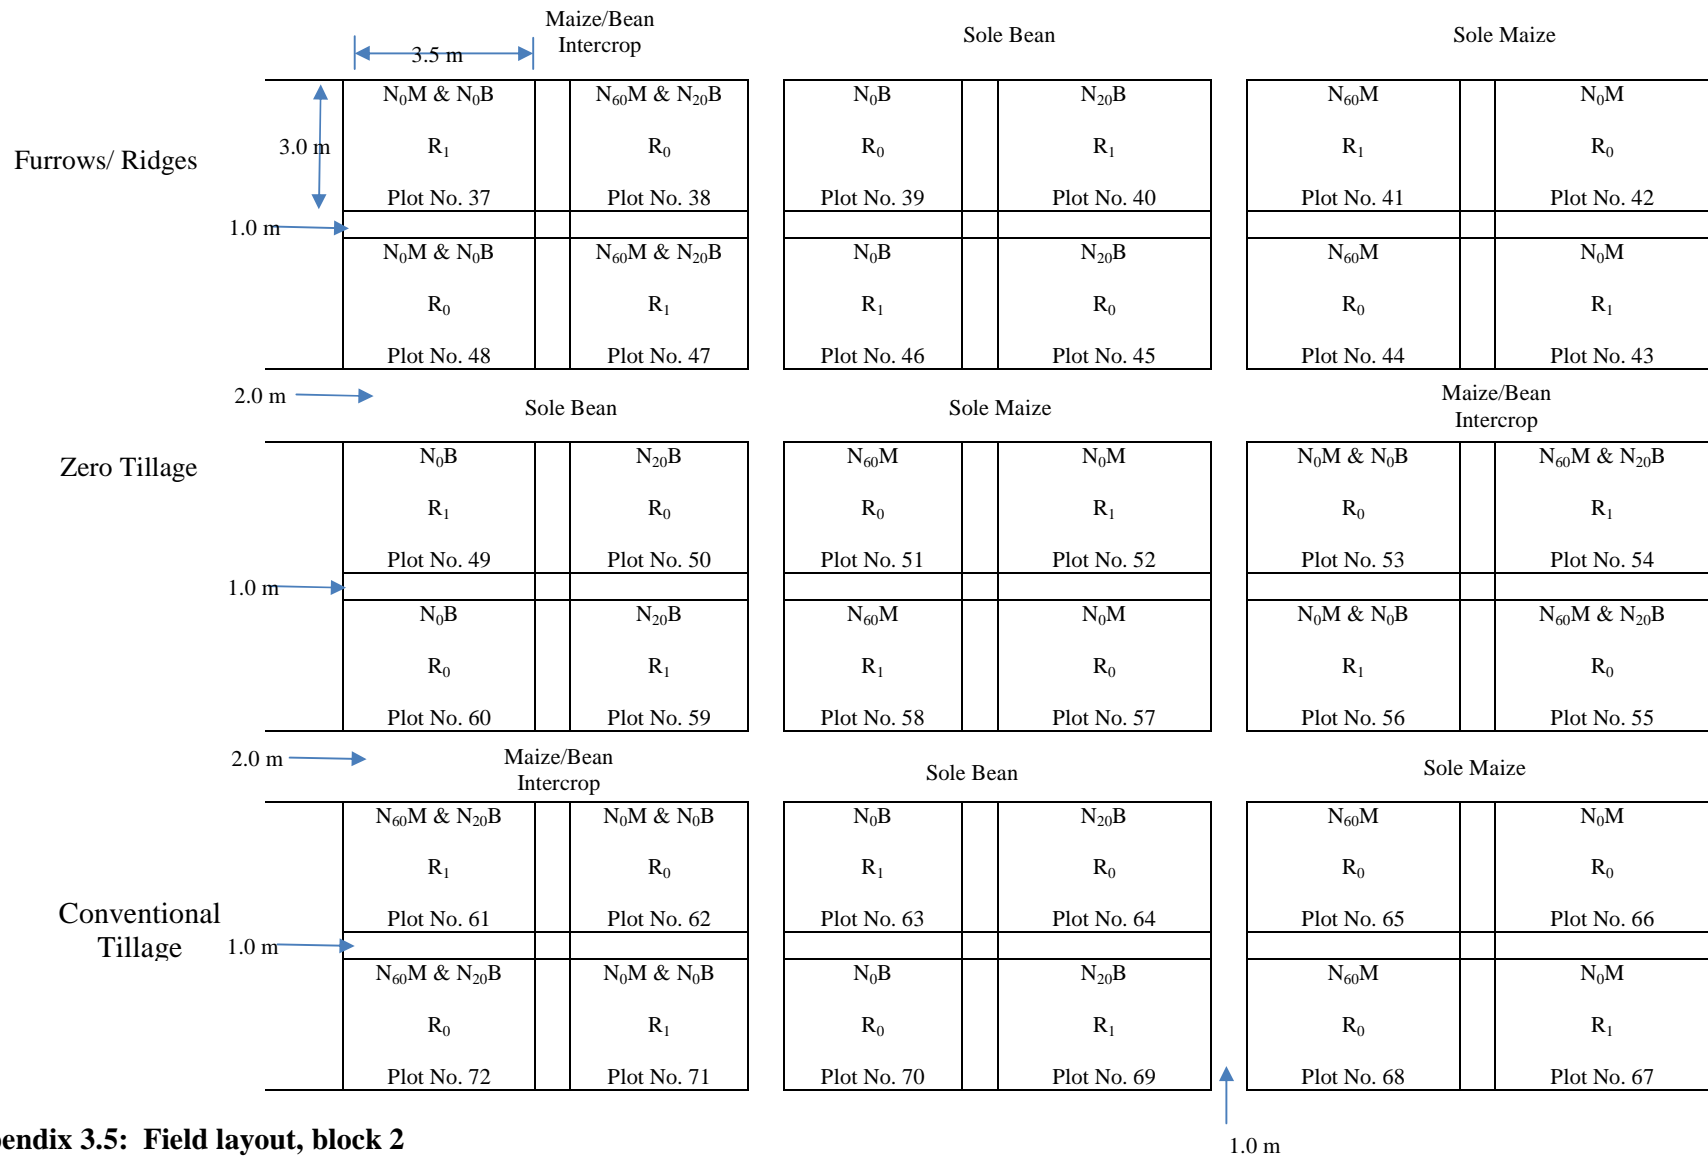 Maize/Bean
Intercrop
Sole Bean
Sole Maize
3.5 m
N₀M & N₀B N₆₀M & N₂₀B N₀B N₂₀B N₆₀M N₀M
Furrows/ Ridges 3.0 m R₁ R₀ R₀ R₁ R₁ R₀
Plot No. 37 Plot No. 38 Plot No. 39 Plot No. 40 Plot No. 41 Plot No. 42
1.0 m
N₀M & N₀B N₆₀M & N₂₀B N₀B N₂₀B N₆₀M N₀M
R₀ R₁ R₁ R₀ R₀ R₁
Plot No. 48 Plot No. 47 Plot No. 46 Plot No. 45 Plot No. 44 Plot No. 43
2.0 m
Sole Bean
Sole Maize
Maize/Bean
Intercrop
Zero Tillage N₀B N₂₀B N₆₀M N₀M N₀M & N₀B N₆₀M & N₂₀B
R₁ R₀ R₀ R₁ R₀ R₁
Plot No. 49 Plot No. 50 Plot No. 51 Plot No. 52 Plot No. 53 Plot No. 54
1.0 m
N₀B N₂₀B N₆₀M N₀M N₀M & N₀B N₆₀M & N₂₀B
R₀ R₁ R₁ R₀ R₁ R₀
Plot No. 60 Plot No. 59 Plot No. 58 Plot No. 57 Plot No. 56 Plot No. 55
2.0 m
Maize/Bean
Intercrop
Sole Bean
Sole Maize
N₆₀M & N₂₀B N₀M & N₀B N₀B N₂₀B N₆₀M N₀M
R₁ R₀ R₁ R₀ R₀ R₀
Conventional
Tillage
Plot No. 61 Plot No. 62 Plot No. 63 Plot No. 64 Plot No. 65 Plot No. 66
1.0 m
N₆₀M & N₂₀B N₀M & N₀B N₀B N₂₀B N₆₀M N₀M
R₀ R₁ R₀ R₁ R₀ R₁
Plot No. 72 Plot No. 71 Plot No. 70 Plot No. 69 Plot No. 68 Plot No. 67
1.0 m
endix 3.5: Field layout, block 2